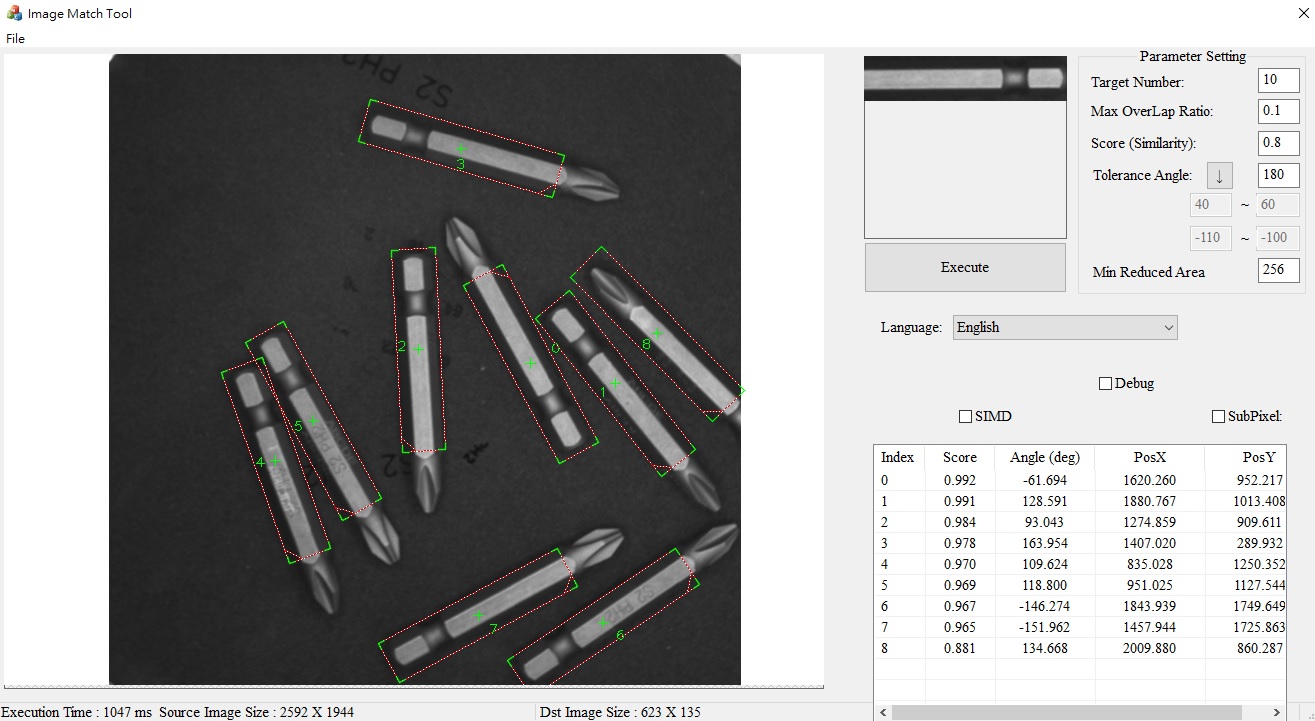 Image Match Tool
File
S2 PH2
3
2
0
8
1
5
4
7
6
S2 PH2
Parameter Setting
Target Number: 10
Max OverLap Ratio: 0.1
Score (Similarity): 0.8
Tolerance Angle: ↓ 180
40 ~ 60
-110 ~ -100
Min Reduced Area 256
Execute
Language: English
Debug
SIMD SubPixel:
Index Score Angle (deg) PosX PosY
0 0.992 -61.694 1620.260 952.217
1 0.991 128.591 1880.767 1013.408
2 0.984 93.043 1274.859 909.611
3 0.978 163.954 1407.020 289.932
4 0.970 109.624 835.028 1250.352
5 0.969 118.800 951.025 1127.544
6 0.967 -146.274 1843.939 1749.649
7 0.965 -151.962 1457.944 1725.863
8 0.881 134.668 2009.880 860.287
Execution Time : 1047 ms Source Image Size : 2592 X 1944 Dst Image Size : 623 X 135